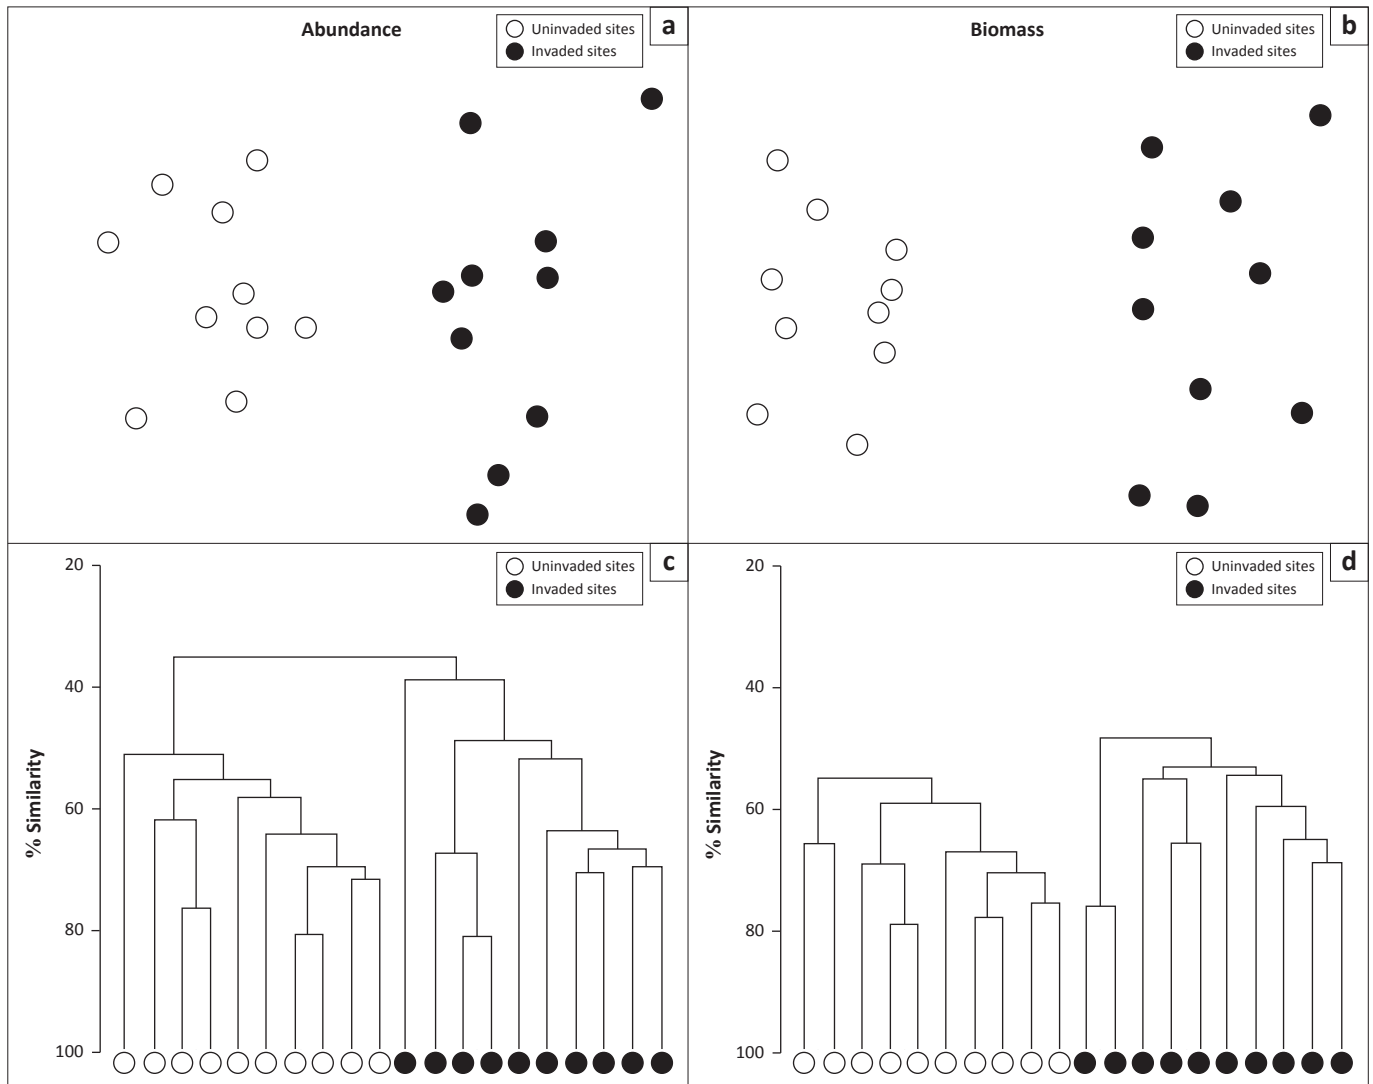 Abundance
Uninvaded sites
Invaded sites
a
Biomass
Uninvaded sites
Invaded sites
b
Uninvaded sites
Invaded sites
c
20
40
60
80
100
% Similarity
Uninvaded sites
Invaded sites
d
20
40
60
80
100
% Similarity